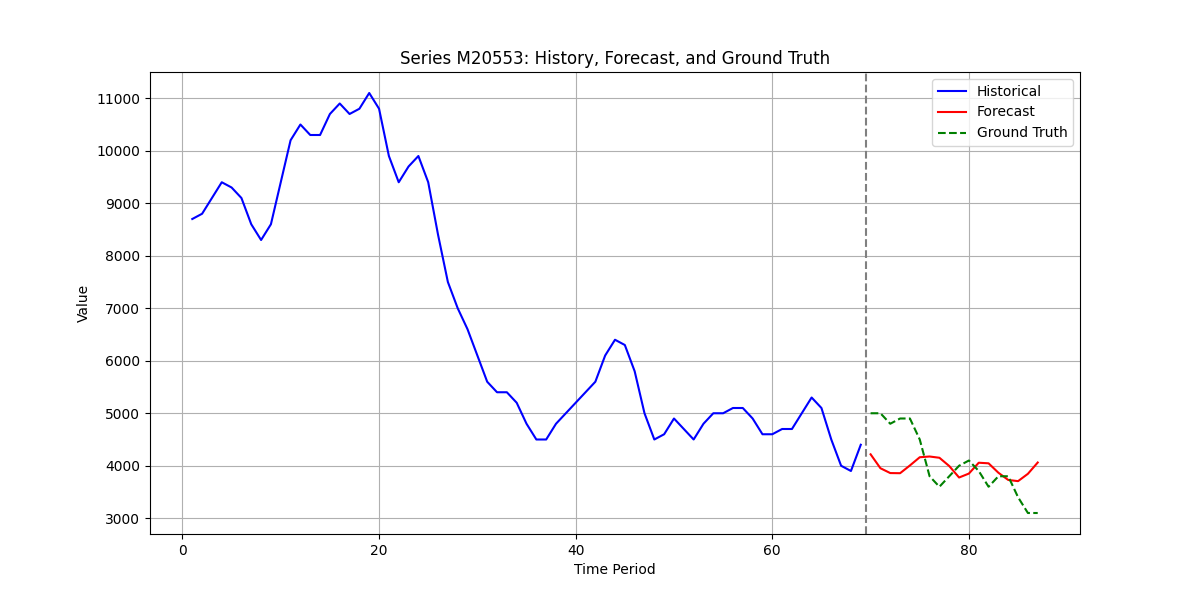 Series M20553: History, Forecast, and Ground Truth
11000
10000
9000
8000
7000
6000
5000
4000
3000
Value
0
20
40
60
80
Time Period
Historical
Forecast
Ground Truth